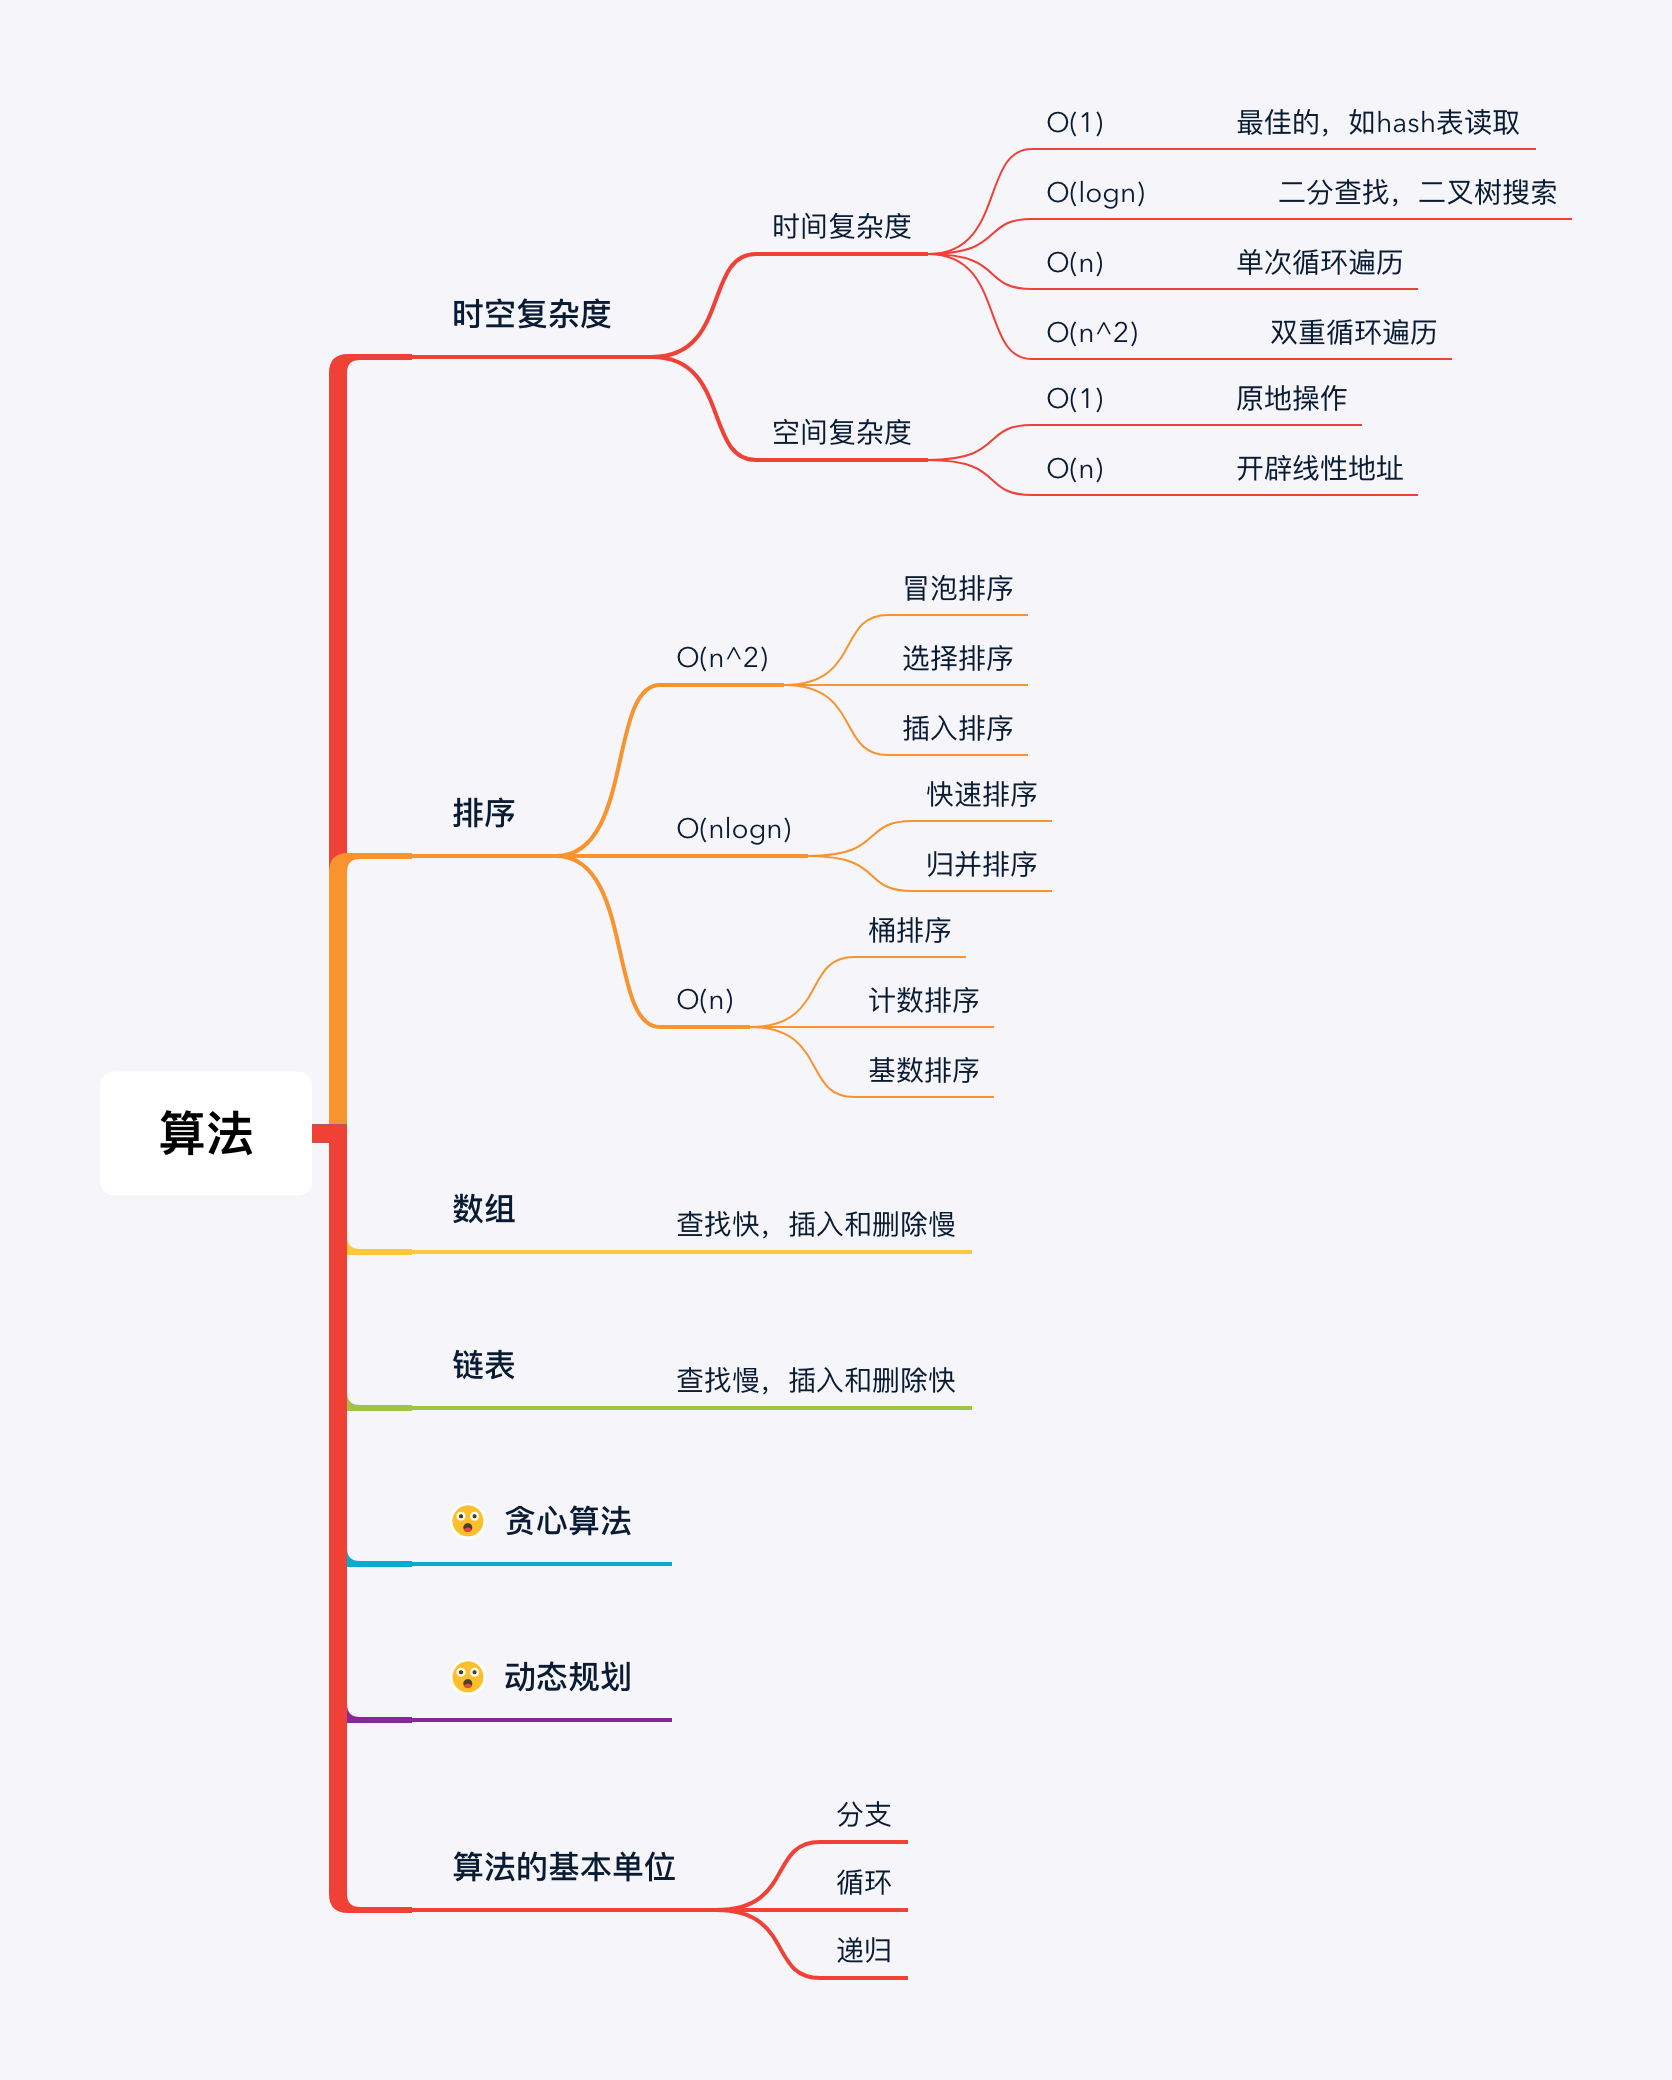 算法
时空复杂度
时间复杂度
O(1) 最佳的，如hash表读取
O(logn) 二分查找，二叉树搜索
O(n) 单次循环遍历
O(n^2) 双重循环遍历
空间复杂度
O(1) 原地操作
O(n) 开辟线性地址
排序
O(n^2)
冒泡排序
选择排序
插入排序
O(nlogn)
快速排序
归并排序
O(n)
桶排序
计数排序
基数排序
数组 查找快，插入和删除慢
链表 查找慢，插入和删除快
贪心算法
动态规划
算法的基本单位
分支
循环
递归